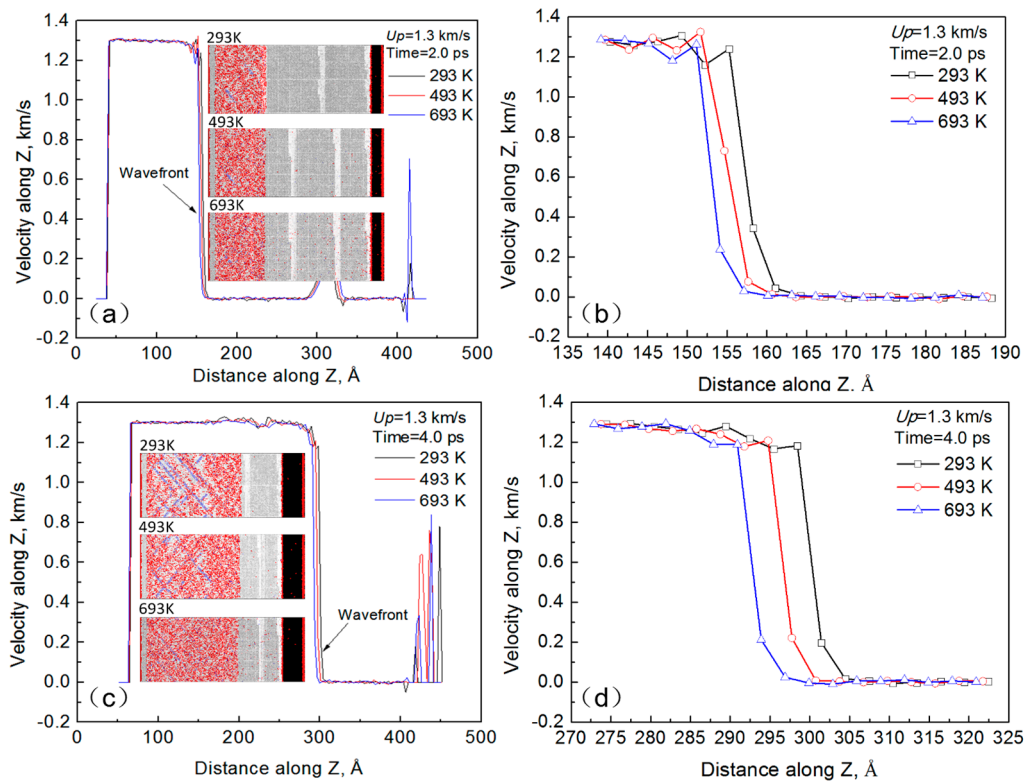 1.4
1.2
1.0
0.8
0.6
0.4
0.2
0.0
-0.2
Velocity along Z, km/s
293K
493K
693K
Up=1.3 km/s
Time=2.0 ps
293 K
493 K
693 K
Wavefront
(a)
0 100 200 300 400 500
Distance along Z, Å
1.4
1.2
1.0
0.8
0.6
0.4
0.2
0.0
-0.2
Velocity along Z, km/s
Up=1.3 km/s
Time=2.0 ps
293 K
493 K
693 K
(b)
135 140 145 150 155 160 165 170 175 180 185 190
Distance along Z, Å
1.4
1.2
1.0
0.8
0.6
0.4
0.2
0.0
-0.2
Velocity along Z, km/s
293K
493K
693K
Up=1.3 km/s
Time=4.0 ps
293 K
493 K
693 K
Wavefront
(c)
0 100 200 300 400 500
Distance along Z, Å
1.4
1.2
1.0
0.8
0.6
0.4
0.2
0.0
-0.2
Velocity along Z, km/s
Up=1.3 km/s
Time=4.0 ps
293 K
493 K
693 K
(d)
270 275 280 285 290 295 300 305 310 315 320 325
Distance along Z, Å